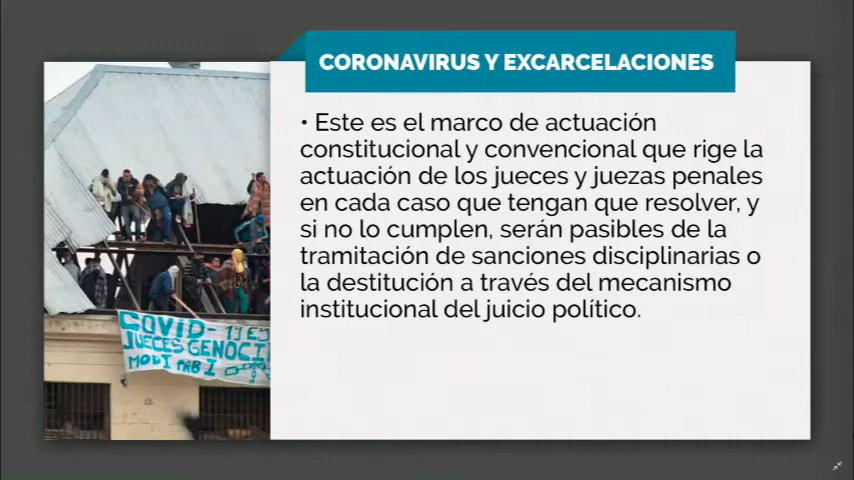 CORONAVIRUS Y EXCARCELACIONES
• Este es el marco de actuación
constitucional y convencional que rige la
actuación de los jueces y juezas penales
en cada caso que tengan que resolver, y
si no lo cumplen, serán pasibles de la
tramitación de sanciones disciplinarias o
la destitución a través del mecanismo
institucional del juicio político.
COVID-
JUECES GENOCI